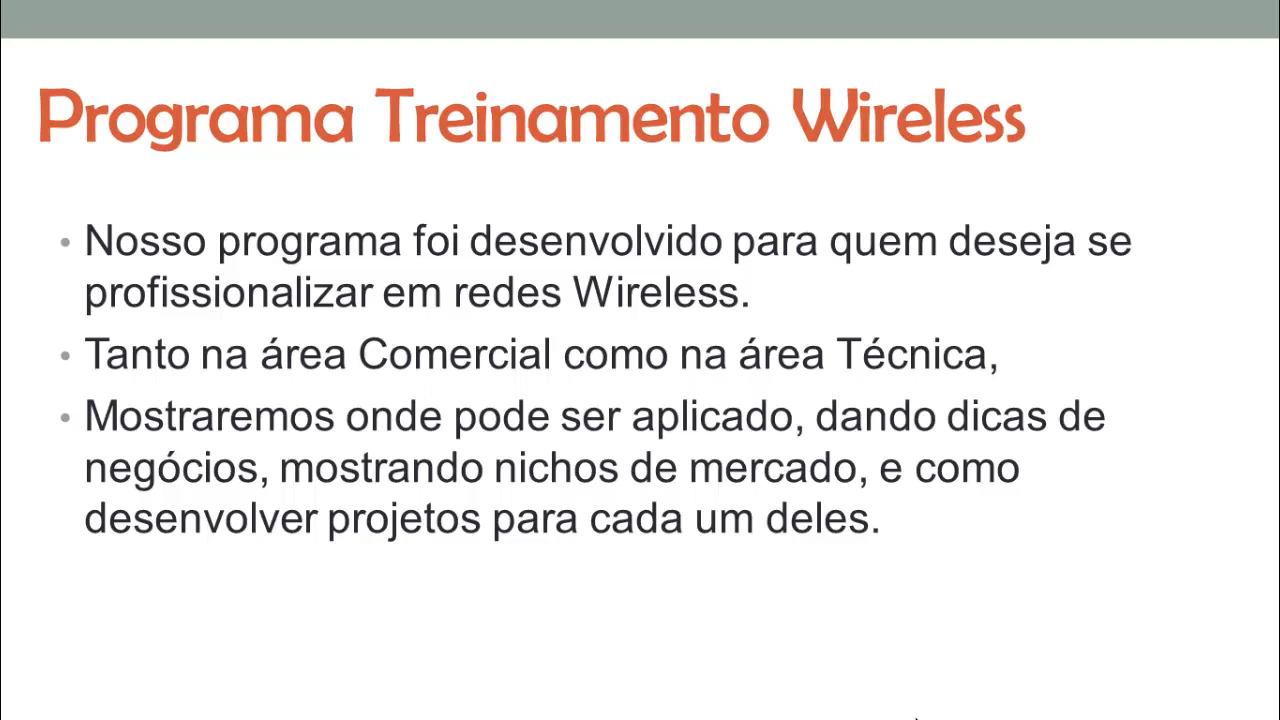 Programa Treinamento Wireless
• Nosso programa foi desenvolvido para quem deseja se
profissionalizar em redes Wireless.
• Tanto na área Comercial como na área Técnica,
• Mostraremos onde pode ser aplicado, dando dicas de
negócios, mostrando nichos de mercado, e como
desenvolver projetos para cada um deles.